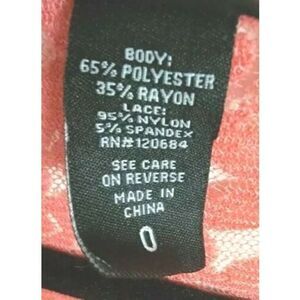 BODY:
65% POLYESTER
35% RAYON
LACE:
95% NYLON
5% SPANDEX
RN#120684
SEE CARE
ON REVERSE
MADE IN
CHINA
0